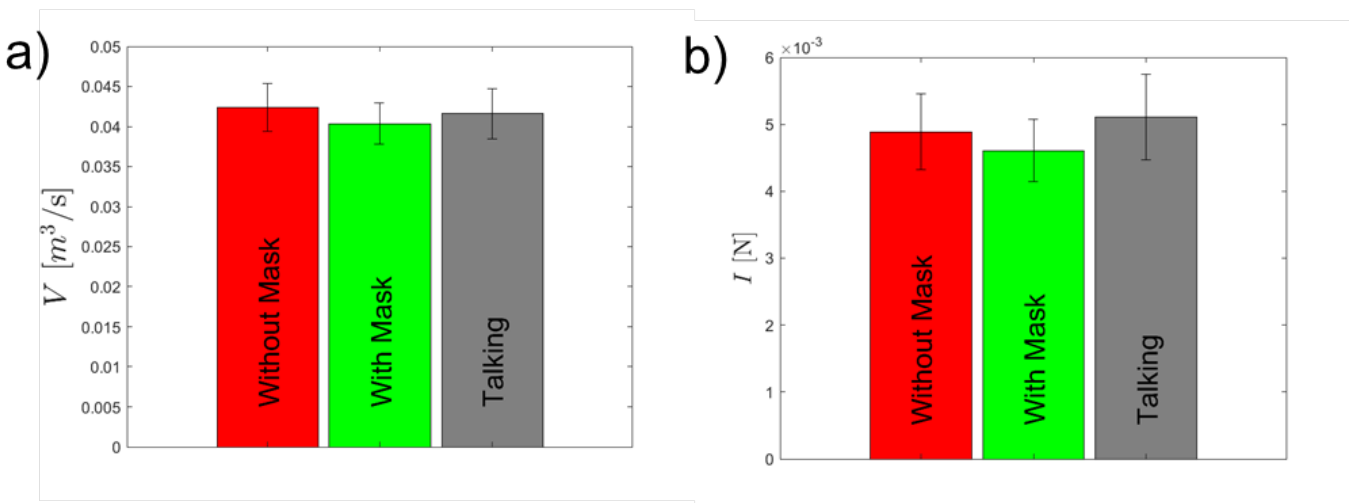 a)
0.05
0.045
0.04
0.035
0.03
0.025
0.02
0.015
0.01
0.005
0
V [m³/s]
Without Mask
With Mask
Talking
b)
×10⁻³
6
5
4
3
2
1
0
I [N]
Without Mask
With Mask
Talking